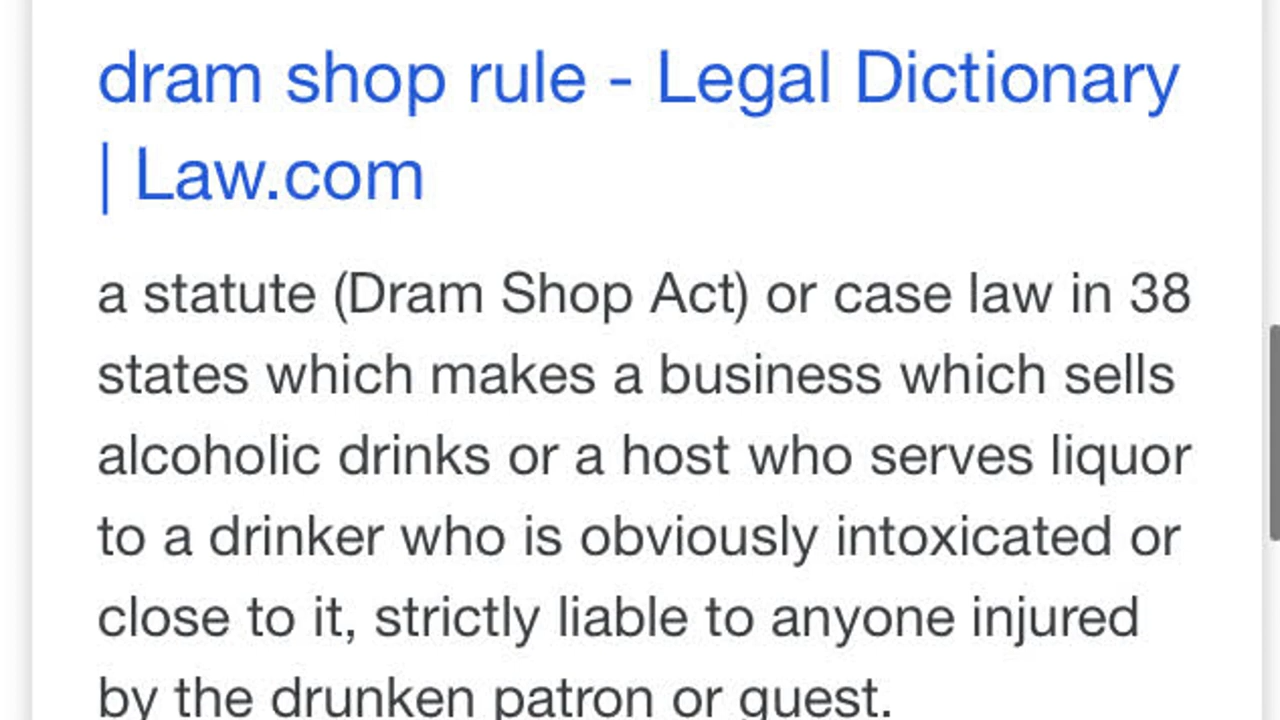 dram shop rule - Legal Dictionary
| Law.com
a statute (Dram Shop Act) or case law in 38
states which makes a business which sells
alcoholic drinks or a host who serves liquor
to a drinker who is obviously intoxicated or
close to it, strictly liable to anyone injured
by the drunken patron or guest.